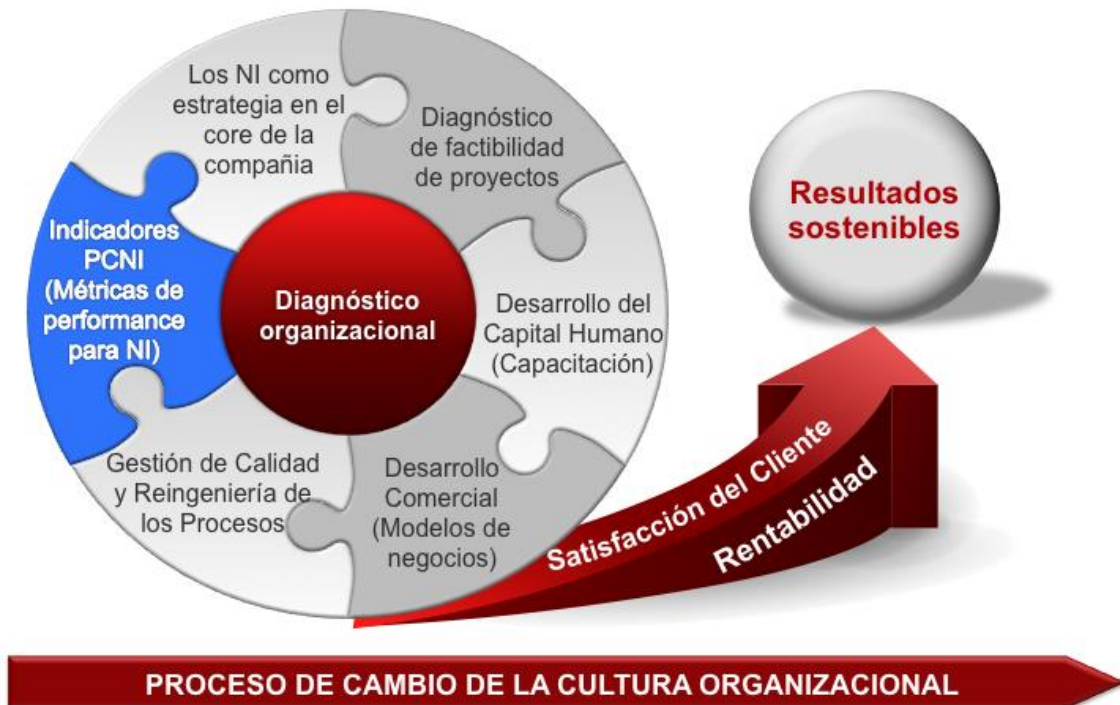 Los NI como
estrategia en el
core de la
compañia
Diagnóstico
de factibilidad
de proyectos
Indicadores
PCNI
(Métricas de
performance
para NI)
Diagnóstico
organizacional
Desarrollo del
Capital Humano
(Capacitación)
Gestión de Calidad
y Reingeniería de
los Procesos
Desarrollo
Comercial
(Modelos de
negocios)
Resultados
sostenibles
Satisfacción del Cliente
Rentabilidad
PROCESO DE CAMBIO DE LA CULTURA ORGANIZACIONAL